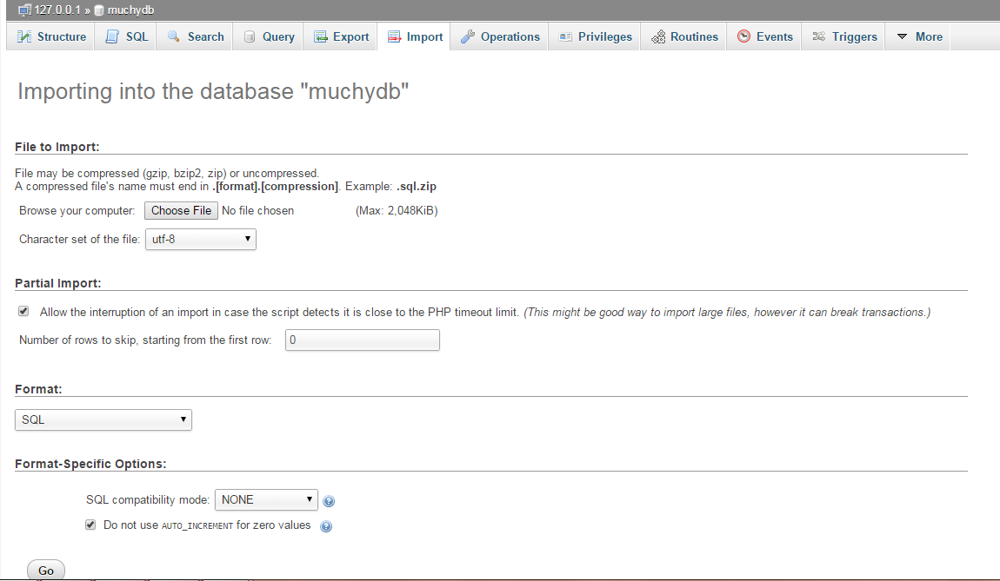 127.0.0.1 » muchydb
Structure SQL Search Query Export Import Operations Privileges Routines Events Triggers More
Importing into the database "muchydb"
File to Import:
File may be compressed (gzip, bzip2, zip) or uncompressed.
A compressed file's name must end in .[format].[compression]. Example: .sql.zip
Browse your computer: Choose File No file chosen (Max: 2,048KiB)
Character set of the file: utf-8
Partial Import:
Allow the interruption of an import in case the script detects it is close to the PHP timeout limit. (This might be good way to import large files, however it can break transactions.)
Number of rows to skip, starting from the first row: 0
Format:
SQL
Format-Specific Options:
SQL compatibility mode: NONE
Do not use AUTO_INCREMENT for zero values
Go